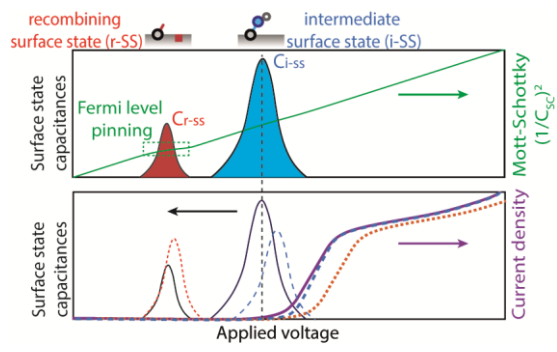 recombining
surface state (r-SS)
intermediate
surface state (i-SS)
Surface state
capacitances
Fermi level
pinning
Cr-ss
Ci-ss
Mott-Schottky
(1/CSC)²
Surface state
capacitances
Current density
Applied voltage